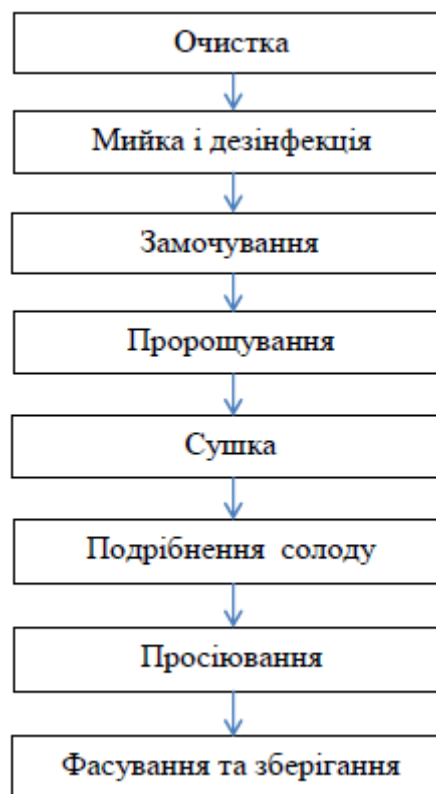 Очистка
Мийка і дезінфекція
Замочування
Пророщування
Сушка
Подрібнення солоду
Просіювання
Фасування та зберігання